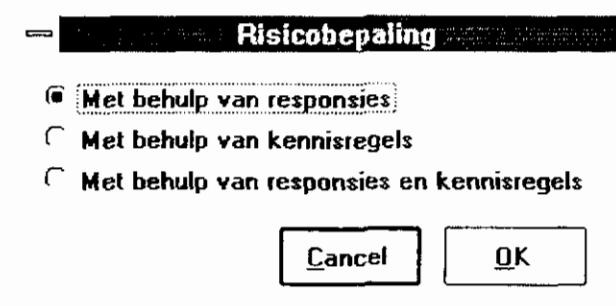 Risicobepaling
Met behulp van responsies
Met behulp van kennisregels
Met behulp van responsies en kennisregels
Cancel OK